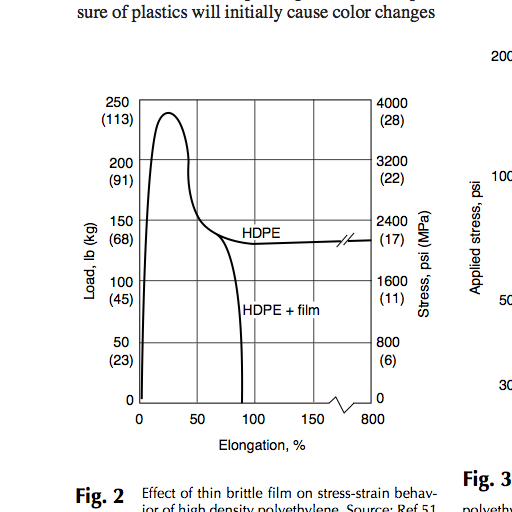 sure of plastics will initially cause color changes
200
250
(113)
4000
(28)
200
(91)
3200
(22)
100
150
(68)
HDPE
2400
(17)
Load, lb (kg)
Stress, psi (MPa)
Applied stress, psi
100
(45)
1600
(11)
HDPE + film
50
50
(23)
800
(6)
30
0
0
0
50
100
150
800
Elongation, %
Fig. 2 Effect of thin brittle film on stress-strain behav-
ior of high density polyethylene. Source: Ref 51
Fig. 3
polyeth